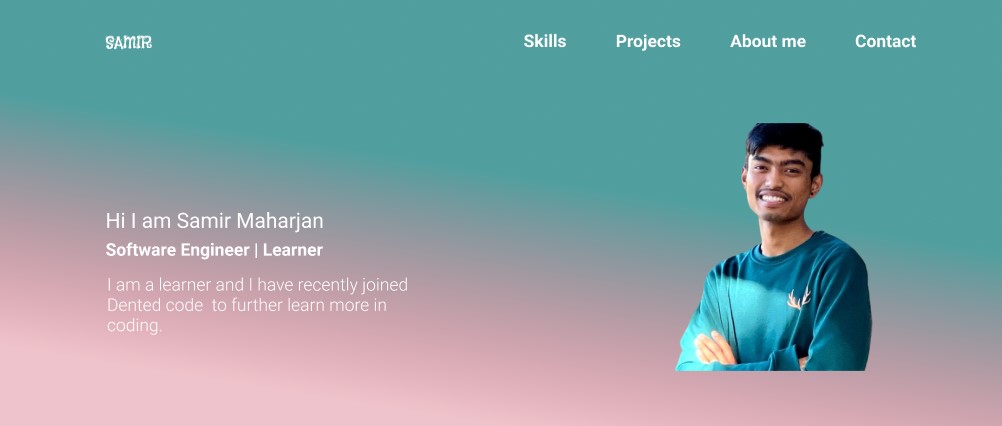 SAMIR
Skills Projects About me Contact
Hi I am Samir Maharjan
Software Engineer | Learner
I am a learner and I have recently joined
Dented code  to further learn more in
coding.